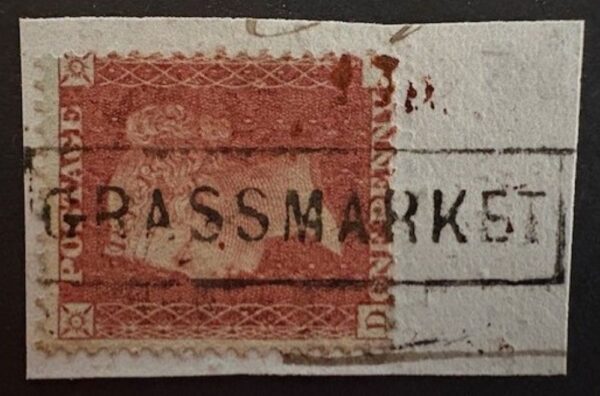 POSTAGE
GRASSMARKET
D ONE PENNY